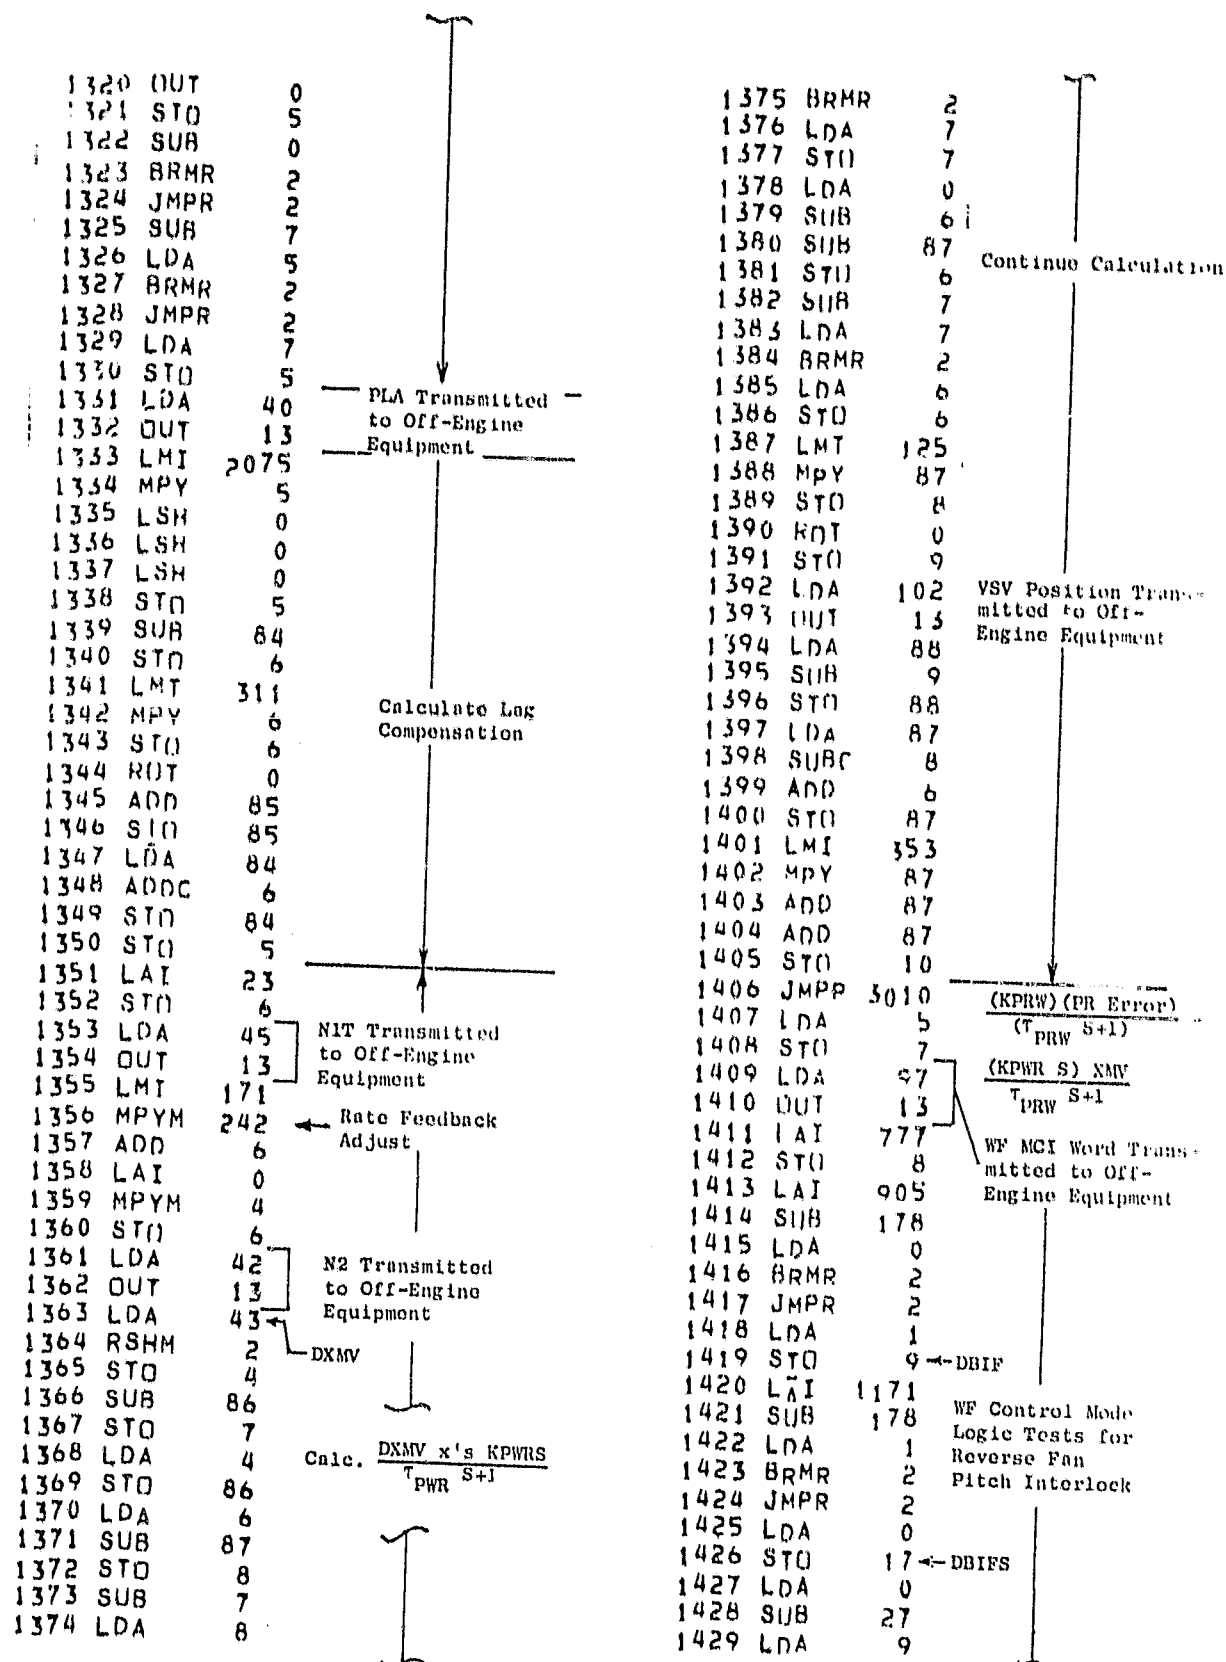 1320 OUT 0
1321 STO 5
1322 SUB 0
1323 BRMR 2
1324 JMPR 2
1325 SUB 7
1326 LDA 5
1327 BRMR 2
1328 JMPR 2
1329 LDA 7
1330 STO 5
1331 LDA 40
1332 OUT 13
1333 LMI 2075
1334 MPY 5
1335 LSH 0
1336 LSH 0
1337 LSH 0
1338 STO 5
1339 SUB 84
1340 STO 6
1341 LMT 311
1342 MPY 6
1343 STO 6
1344 ROT 0
1345 ADD 85
1346 STO 85
1347 LDA 84
1348 ADDC 6
1349 STO 84
1350 STO 5
1351 LAI 23
1352 STO 6
1353 LDA 45
1354 OUT 13
1355 LMT 171
1356 MPYM 242
1357 ADD 6
1358 LAI 0
1359 MPYM 4
1360 STO 6
1361 LDA 42
1362 OUT 13
1363 LDA 43
1364 RSHM 2
1365 STO 4
1366 SUB 86
1367 STO 7
1368 LDA 4
1369 STO 86
1370 LDA 6
1371 SUB 87
1372 STO 8
1373 SUB 7
1374 LDA 8
PLA Transmitted
to Off-Engine
Equipment
Calculate Lag
Compensation
N1T Transmitted
to Off-Engine
Equipment
Rate Feedback
Adjust
N2 Transmitted
to Off-Engine
Equipment
DXMV
Calc. DXMV x's KPWRS
TPWR S+1
1375 BRMR 2
1376 LDA 7
1377 STO 7
1378 LDA 0
1379 SUB 6
1380 SUB 87
1381 STO 6
1382 SUB 7
1383 LDA 7
1384 BRMR 2
1385 LDA 6
1386 STO 6
1387 LMT 125
1388 MPY 87
1389 STO 8
1390 ROT 0
1391 STO 9
1392 LDA 102
1393 OUT 13
1394 LDA 88
1395 SUB 9
1396 STO 88
1397 LDA 87
1398 SUBC 8
1399 ADD 6
1400 STO 87
1401 LMI 353
1402 MPY 87
1403 ADD 87
1404 ADD 87
1405 STO 10
1406 JMPP 3010
1407 LDA 5
1408 STO 7
1409 LDA 97
1410 OUT 13
1411 LAI 777
1412 STO 8
1413 LAI 905
1414 SUB 178
1415 LDA 0
1416 BRMR 2
1417 JMPR 2
1418 LDA 1
1419 STO 9
1420 LAI 1171
1421 SUB 178
1422 LDA 1
1423 BRMR 2
1424 JMPR 2
1425 LDA 0
1426 STO 17
1427 LDA 0
1428 SUB 27
1429 LDA 9
Continue Calculation
VSV Position Trans-
mitted to Off-
Engine Equipment
(KPRW)(PR Error)
(TPRW S+1)
(KPWR S) XMV
TPRW S+1
WF MCI Word Trans-
mitted to Off-
Engine Equipment
DBIF
WF Control Mode
Logic Tests for
Reverse Fan
Pitch Interlock
DBIFS